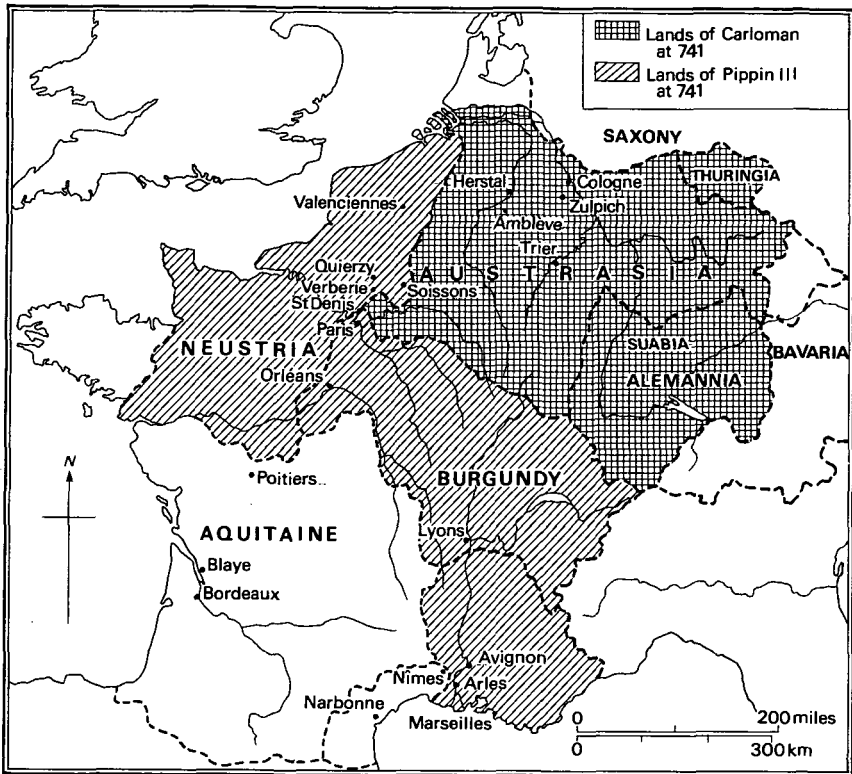 Lands of Carloman
at 741
Lands of Pippin III
at 741
SAXONY
THURINGIA
Herstal
Cologne
Zulpich
Valenciennes
Amblève
Trier
Quierzy
AUSTRASIA
Verberie
Soissons
St Denis
Paris
NEUSTRIA
SUABIA
BAVARIA
Orléans
ALEMANNIA
N
Poitiers..
BURGUNDY
AQUITAINE
Lyons
Blaye
Bordeaux
Avignon
Nîmes
Arles
Narbonne
Marseilles
0 200 miles
0 300 km